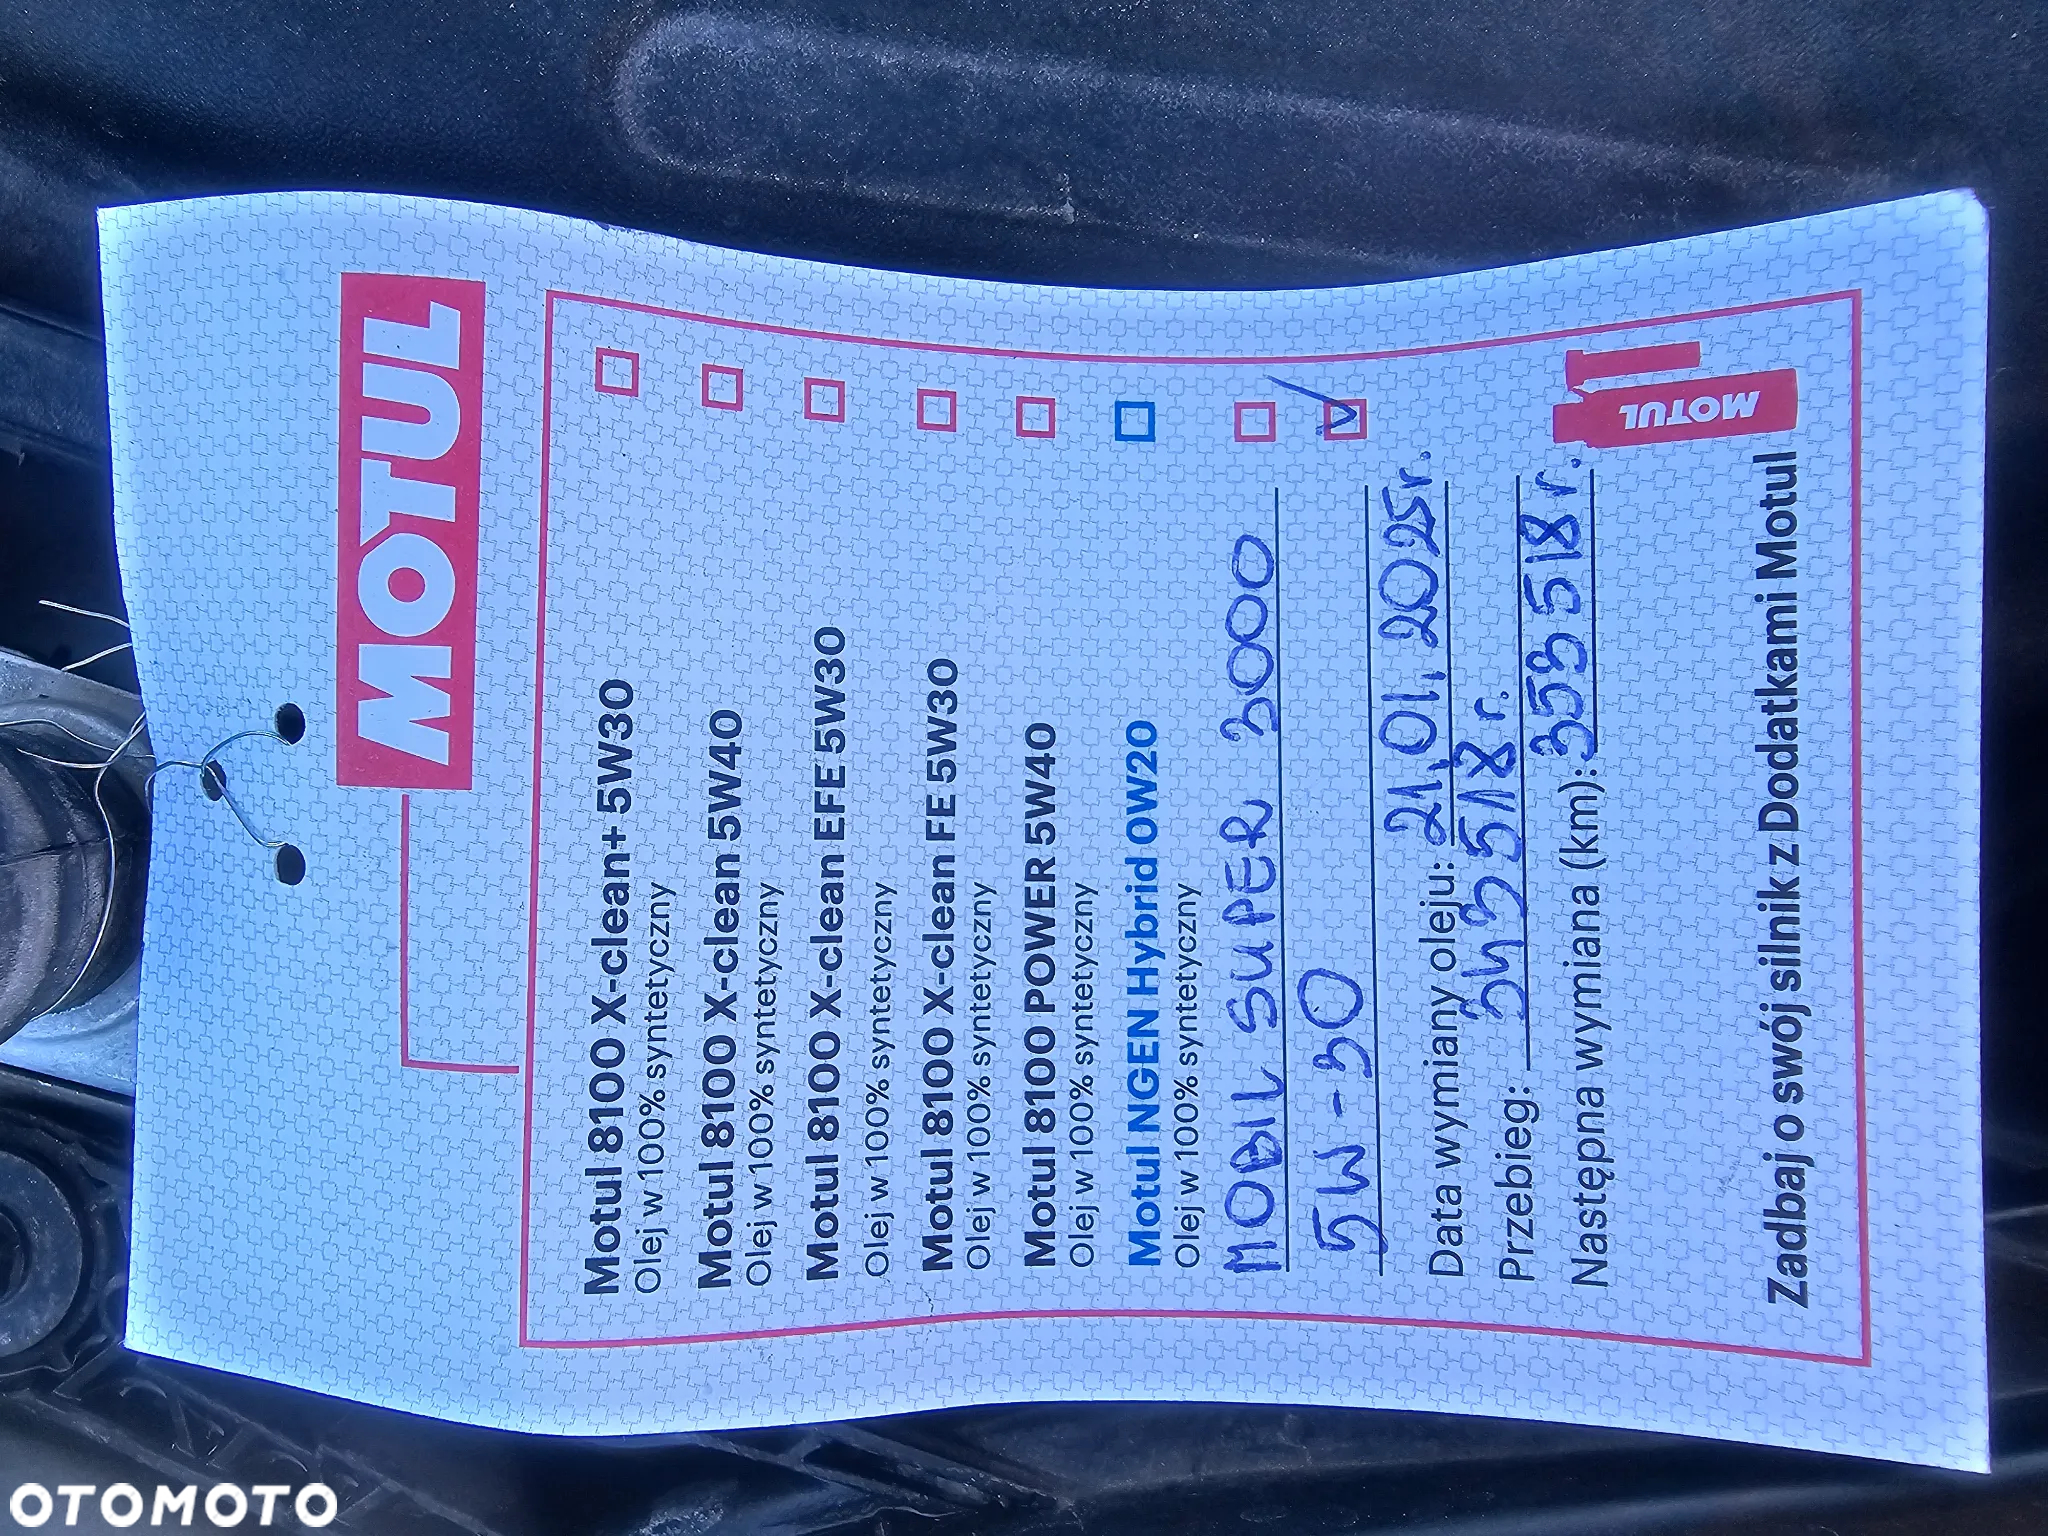 MOTUL
Motul 8100 X-clean+ 5W30
Olej w 100% syntetyczny
Motul 8100 X-clean 5W40
Olej w 100% syntetyczny
Motul 8100 X-clean EFE 5W30
Olej w 100% syntetyczny
Motul 8100 X-clean FE 5W30
Olej w 100% syntetyczny
Motul 8100 POWER 5W40
Olej w 100% syntetyczny
Motul NGEN Hybrid 0W20
Olej w 100% syntetyczny
MOBIL SUPER 3000
5W-30
Data wymiany oleju: 21,01,2025r.
Przebieg: 343518 r.
Następna wymiana (km): 353518 r.
MOTUL
Zadbaj o swój silnik z Dodatkami Motul
OTOMOTO